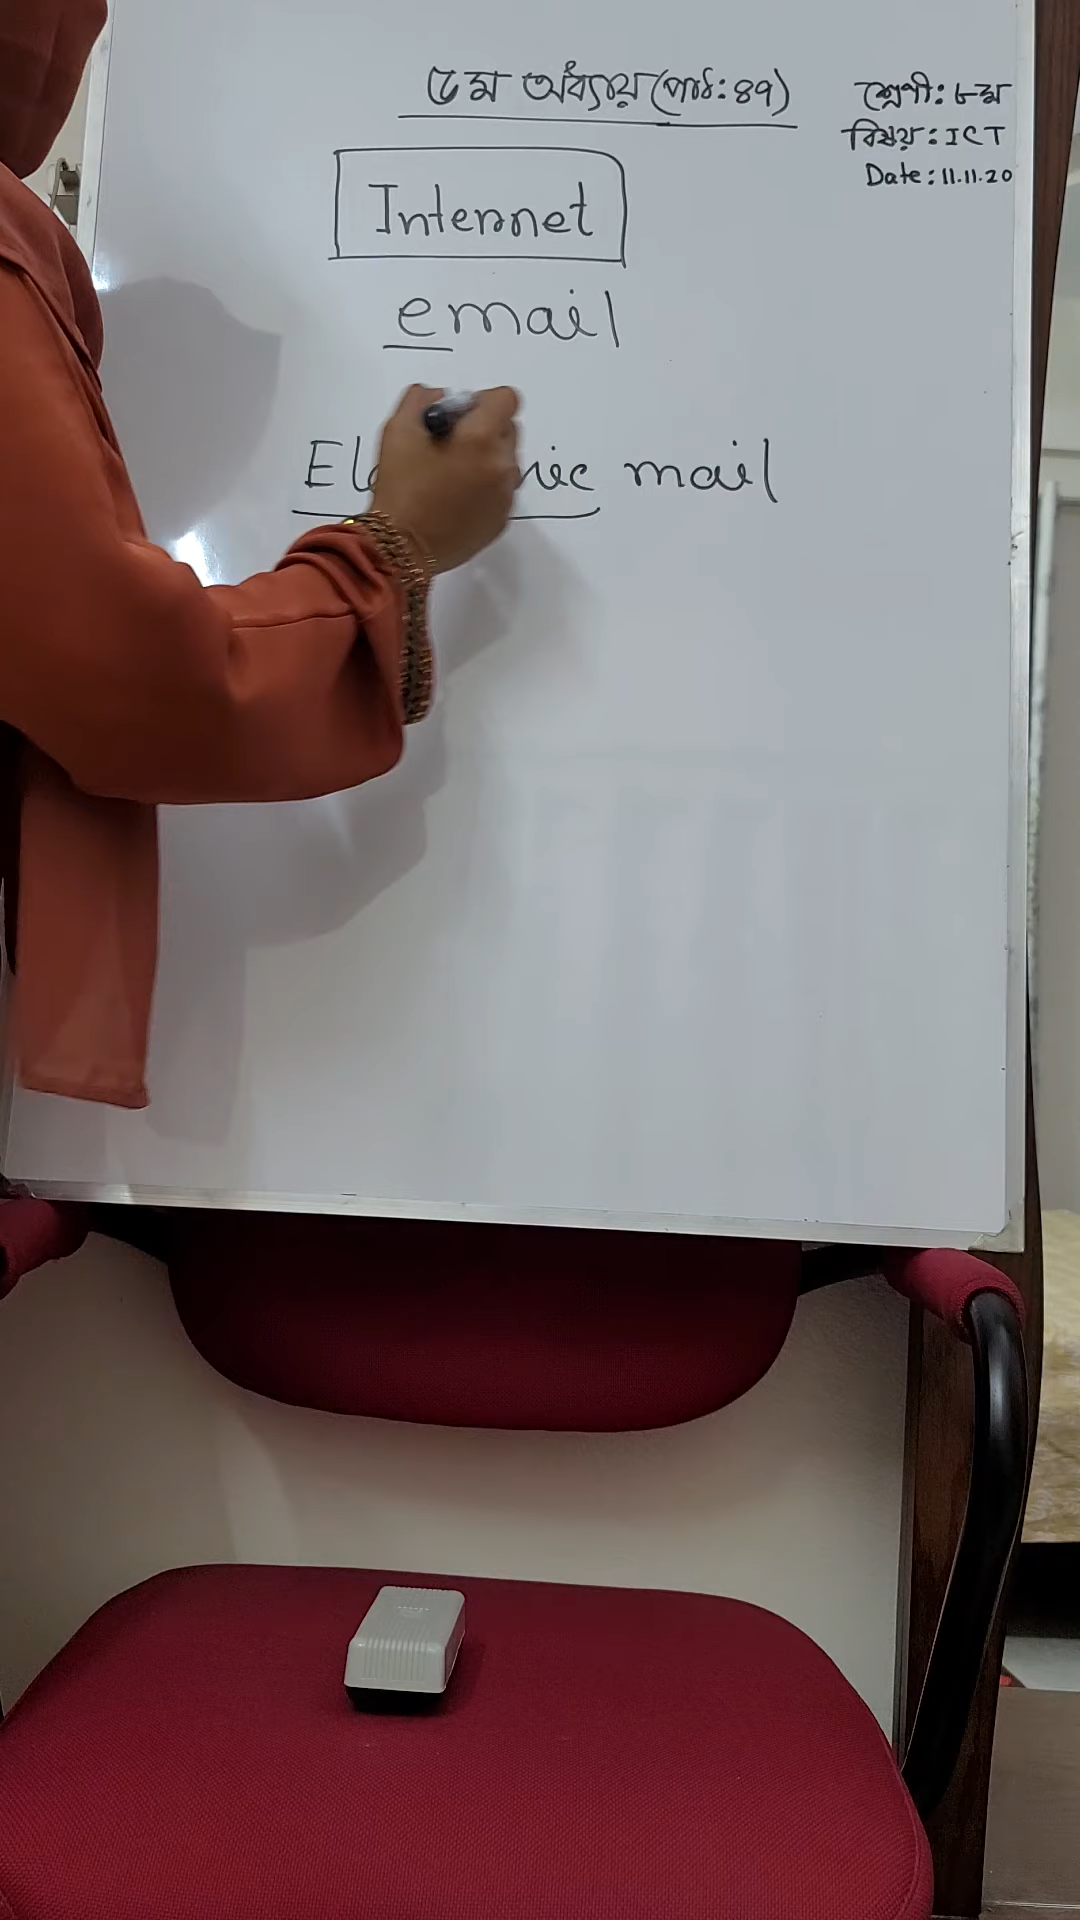 ৫ম অধ্যায় (পাঠ: ৪৭)
শ্রেণী: ৮ম
বিষয়: ICT
Date: 11.11.20
Internet
email
mail